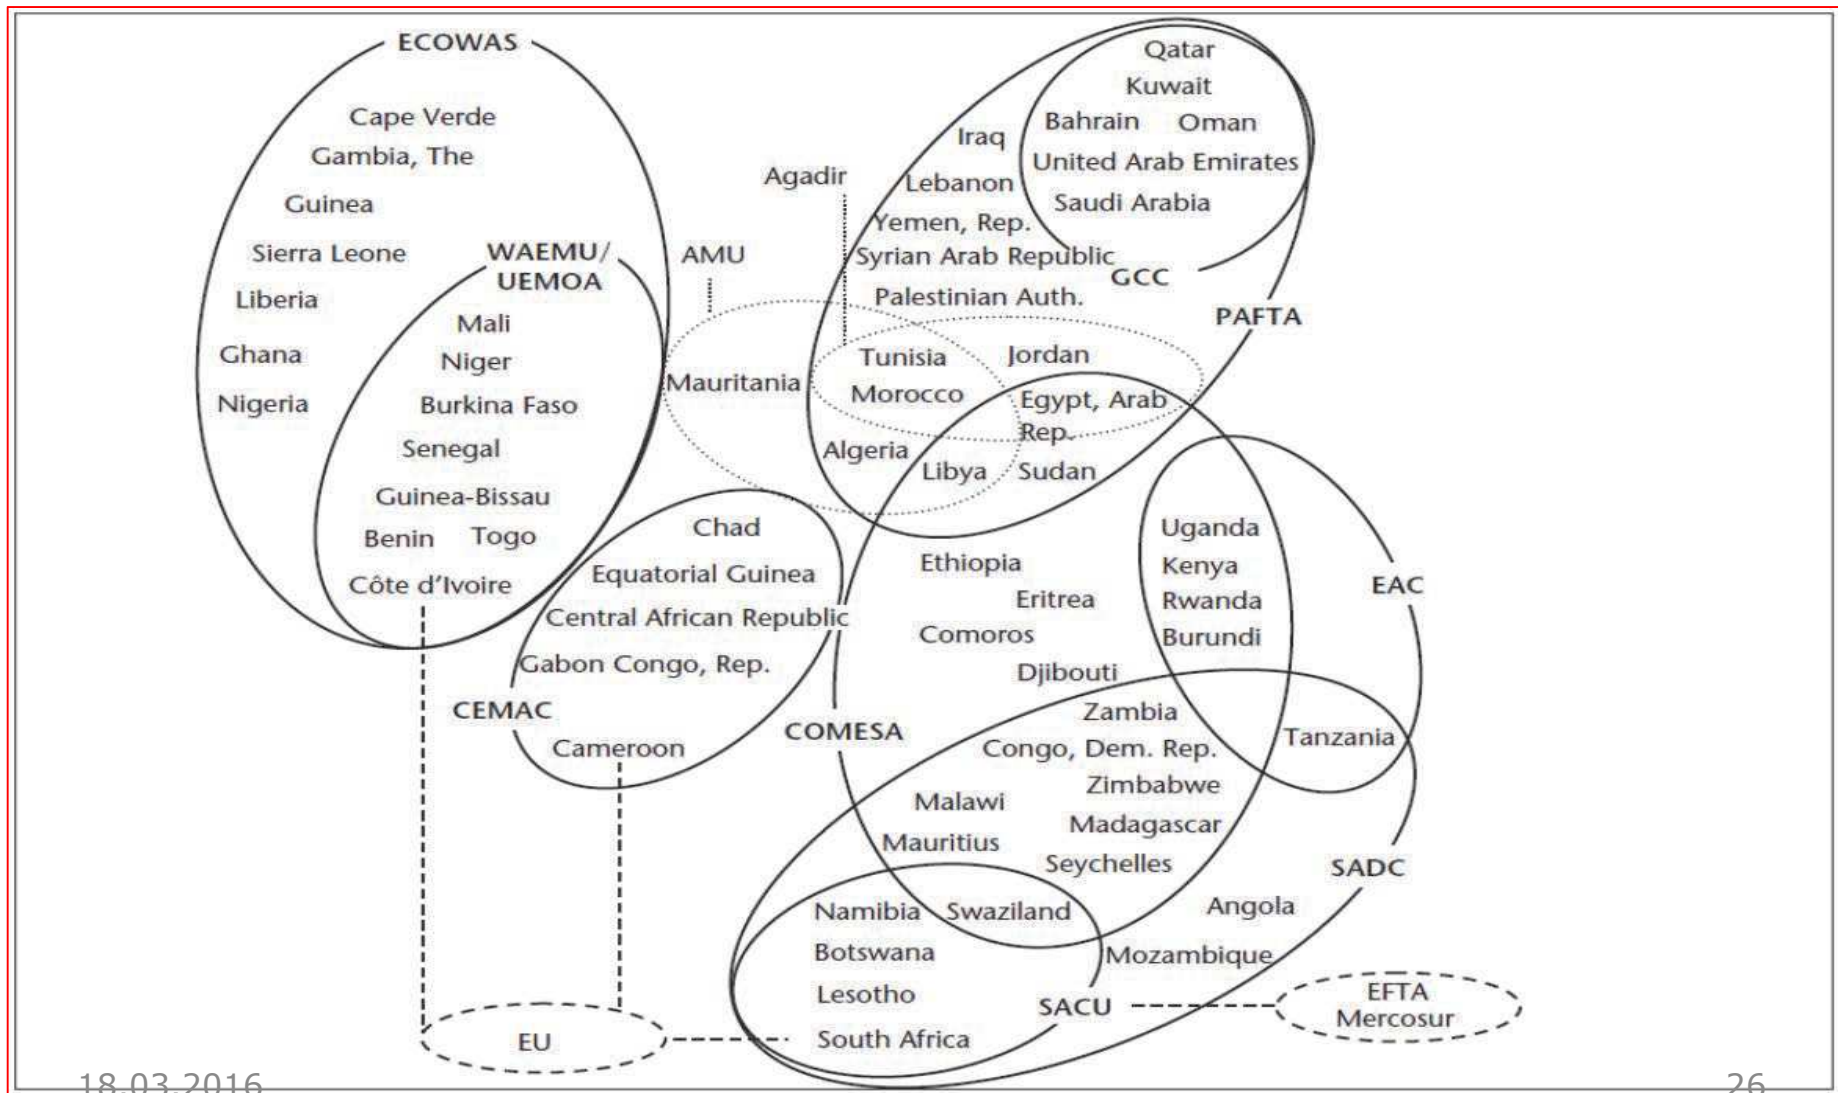 ECOWAS
Cape Verde
Gambia, The
Guinea
Sierra Leone
Liberia
Ghana
Nigeria
WAEMU/
UEMOA
Mali
Niger
Burkina Faso
Senegal
Guinea-Bissau
Benin Togo
Côte d’Ivoire
AMU
Mauritania
Agadir
Qatar
Kuwait
Bahrain Oman
United Arab Emirates
Saudi Arabia
GCC
Iraq
Lebanon
Yemen, Rep.
Syrian Arab Republic
Palestinian Auth.
PAFTA
Tunisia Jordan
Morocco
Egypt, Arab
Rep.
Algeria
Libya Sudan
Chad
Equatorial Guinea
Central African Republic
Gabon Congo, Rep.
CEMAC
Cameroon
Ethiopia
Eritrea
Comoros
Djibouti
COMESA
Uganda
Kenya
Rwanda
Burundi
EAC
Tanzania
Zambia
Congo, Dem. Rep.
Zimbabwe
Malawi
Madagascar
Mauritius
Seychelles
SADC
Angola
Mozambique
Namibia Swaziland
Botswana
Lesotho
South Africa
SACU
EFTA
Mercosur
EU
18.03.2016
26